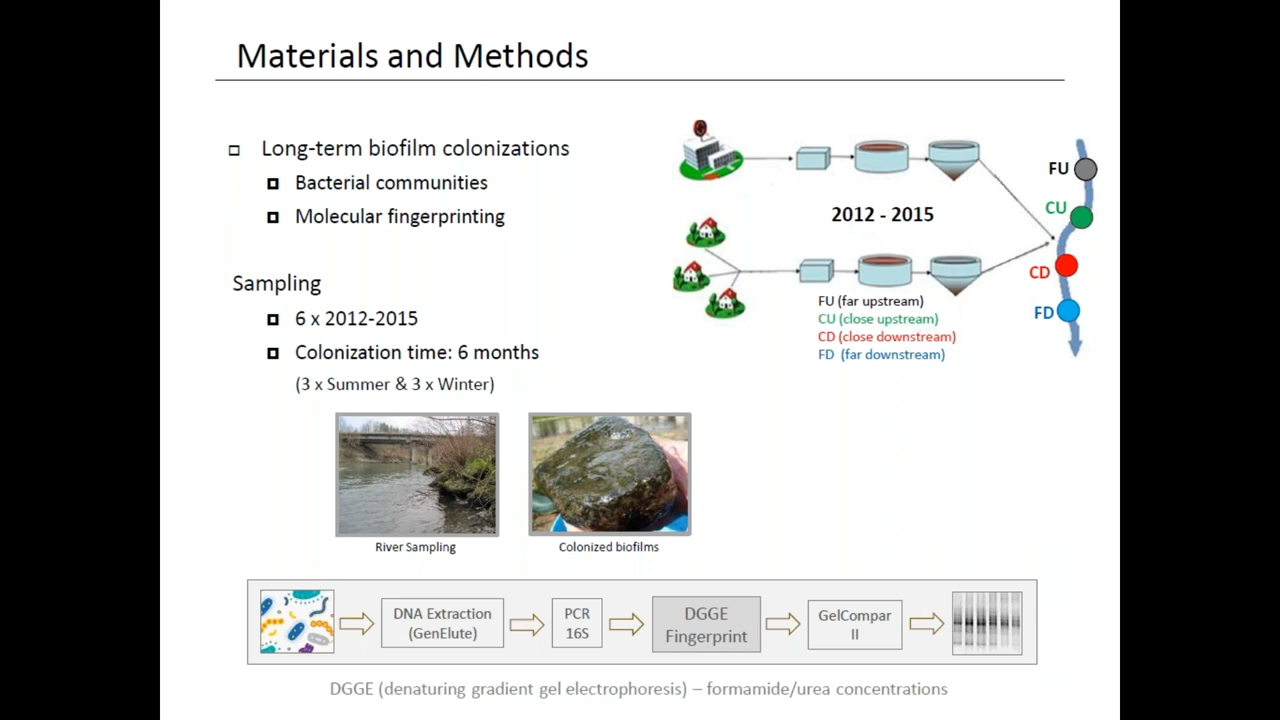 Materials and Methods
Long-term biofilm colonizations
Bacterial communities
Molecular fingerprinting
Sampling
6 x 2012-2015
Colonization time: 6 months
(3 x Summer & 3 x Winter)
2012 - 2015
FU
CU
CD
FD
FU (far upstream)
CU (close upstream)
CD (close downstream)
FD (far downstream)
River Sampling
Colonized biofilms
DNA Extraction
(GenElute)
PCR
16S
DGGE
Fingerprint
GelCompar
II
DGGE (denaturing gradient gel electrophoresis) – formamide/urea concentrations